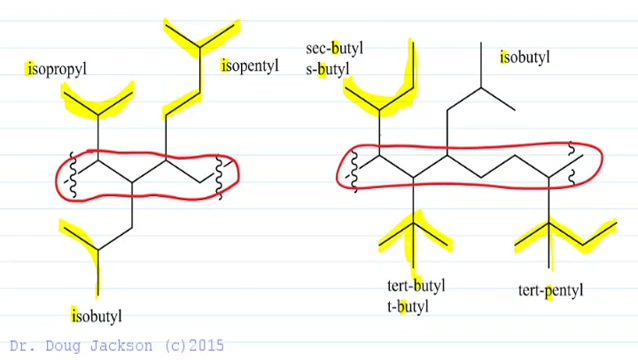 isopropyl
isopentyl
sec-butyl
s-butyl
isobutyl
isobutyl
tert-butyl
t-butyl
tert-pentyl
Dr. Doug Jackson (c)2015